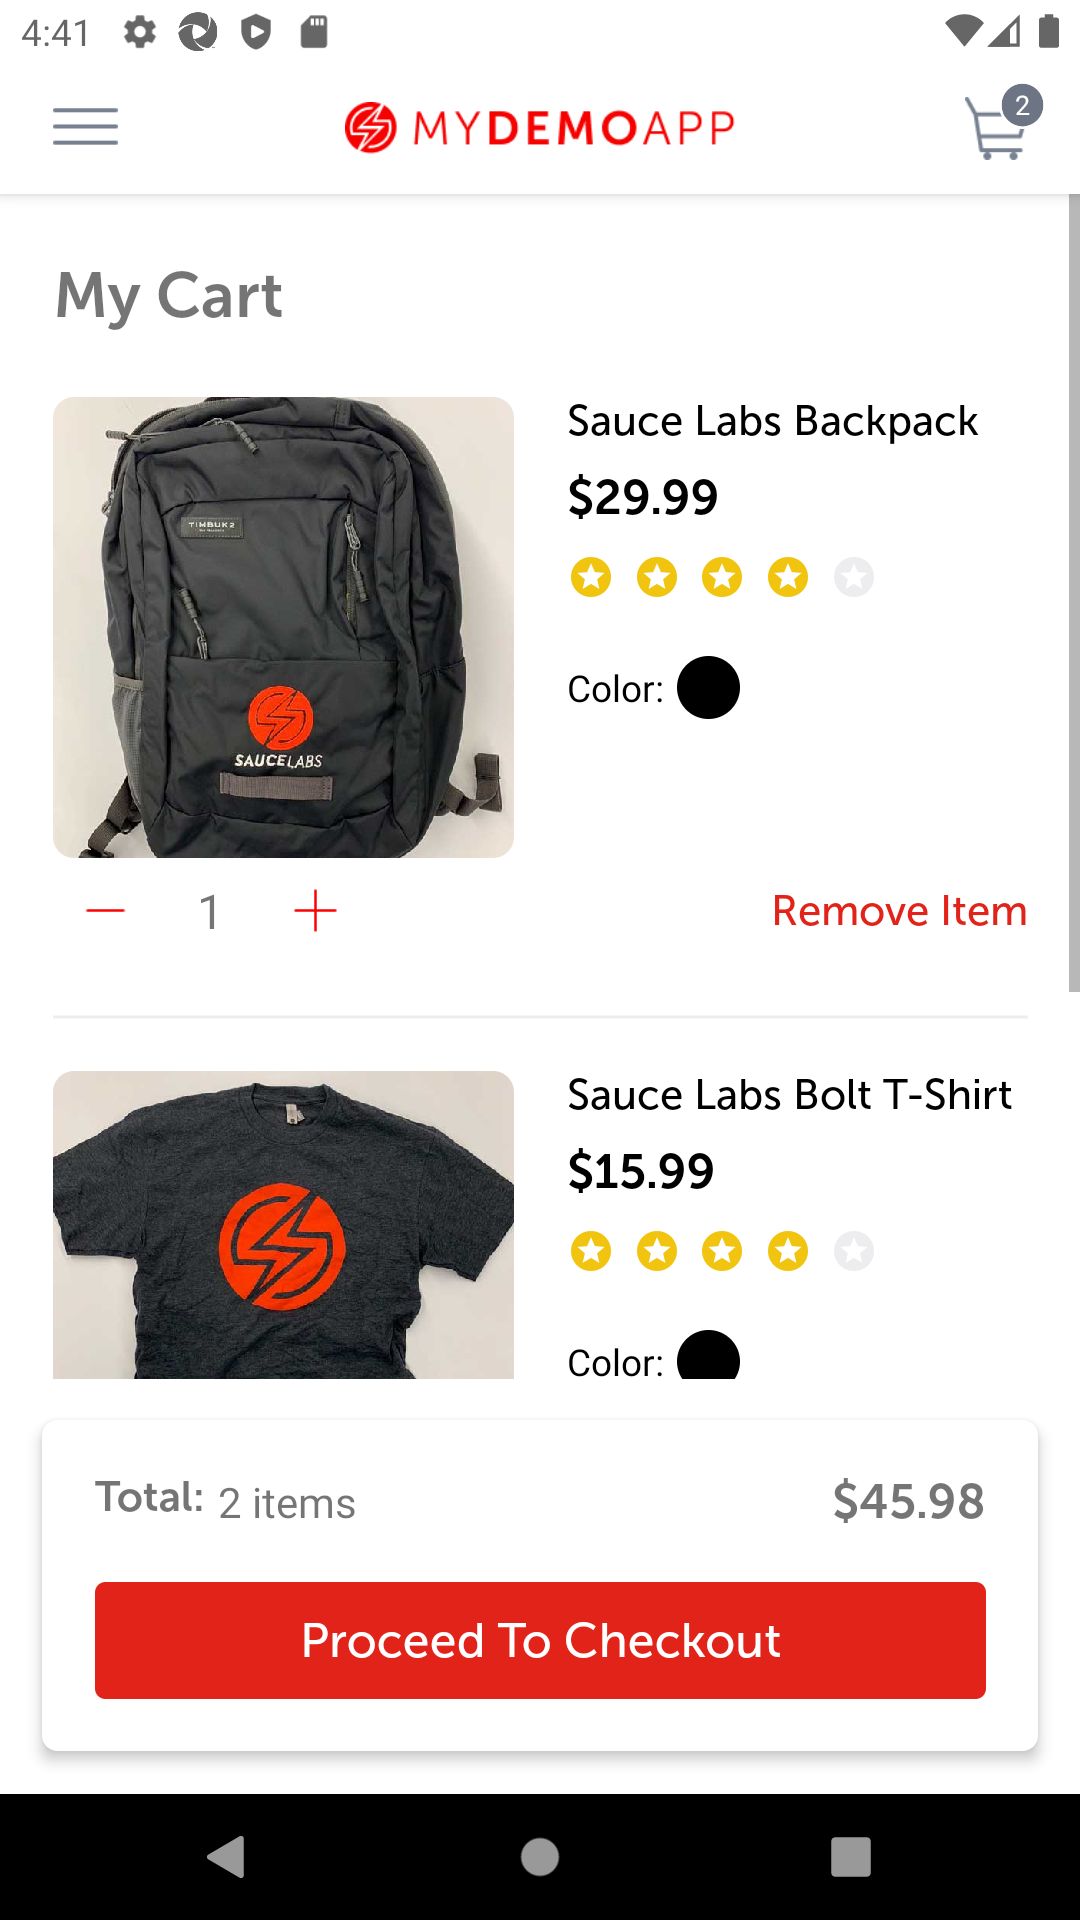 4:41
MYDEMOAPP
2
My Cart
TIMBUK2
SAUCELABS
Sauce Labs Backpack
$29.99
Color:
1
Remove Item
Sauce Labs Bolt T-Shirt
$15.99
Color:
Total: 2 items
$45.98
Proceed To Checkout